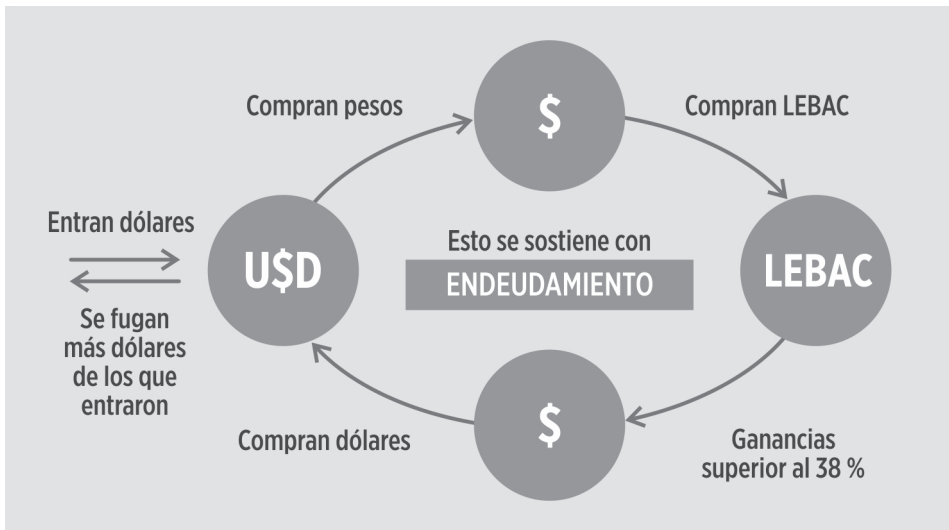 Compran pesos
$
Compran LEBAC
Entran dólares
U$D
Esto se sostiene con
ENDEUDAMIENTO
LEBAC
Se fugan
más dólares
de los que
entraron
Compran dólares
$
Ganancias
superior al 38 %